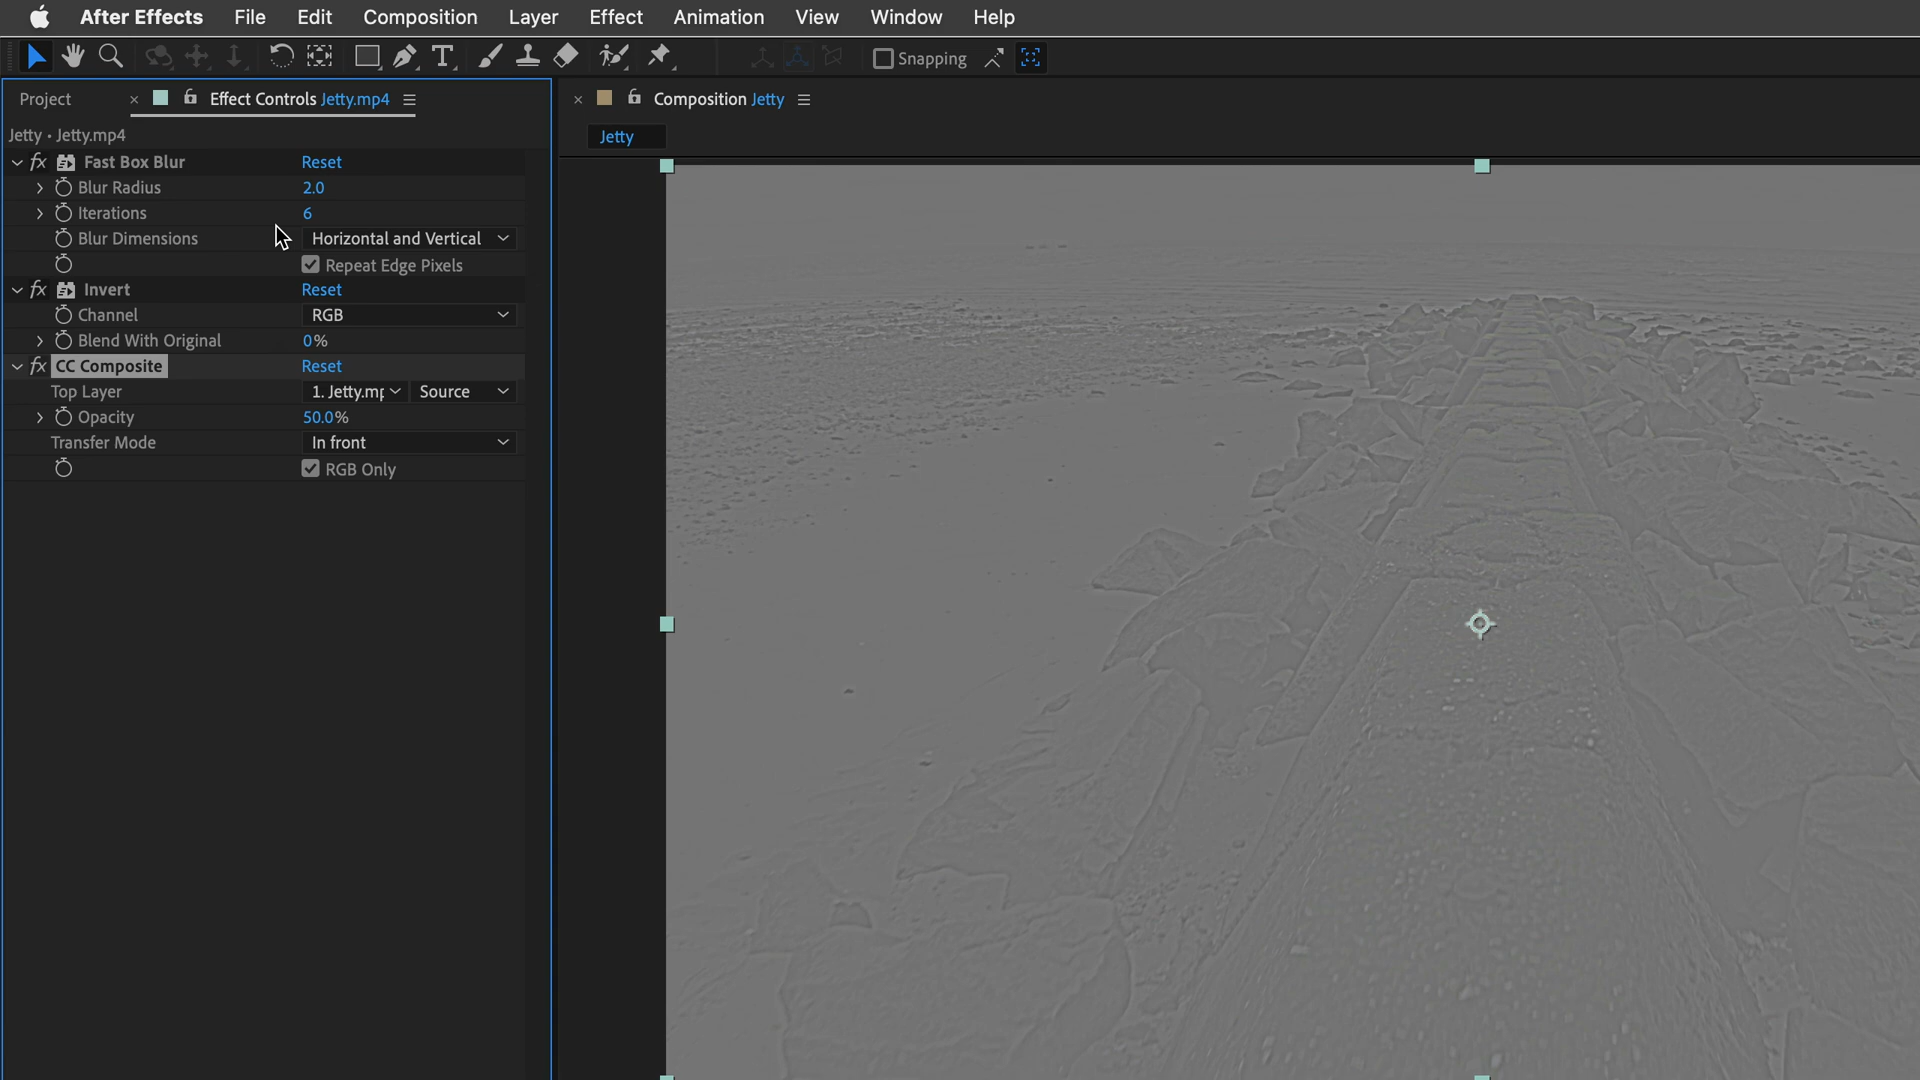 After Effects File Edit Composition Layer Effect Animation View Window Help
Snapping
Project
Effect Controls Jetty.mp4
Composition Jetty
Jetty • Jetty.mp4
Jetty
fx Fast Box Blur Reset
Blur Radius 2.0
Iterations 6
Blur Dimensions Horizontal and Vertical
Repeat Edge Pixels
fx Invert Reset
Channel RGB
Blend With Original 0%
fx CC Composite Reset
Top Layer 1. Jetty.mp Source
Opacity 50.0%
Transfer Mode In front
RGB Only